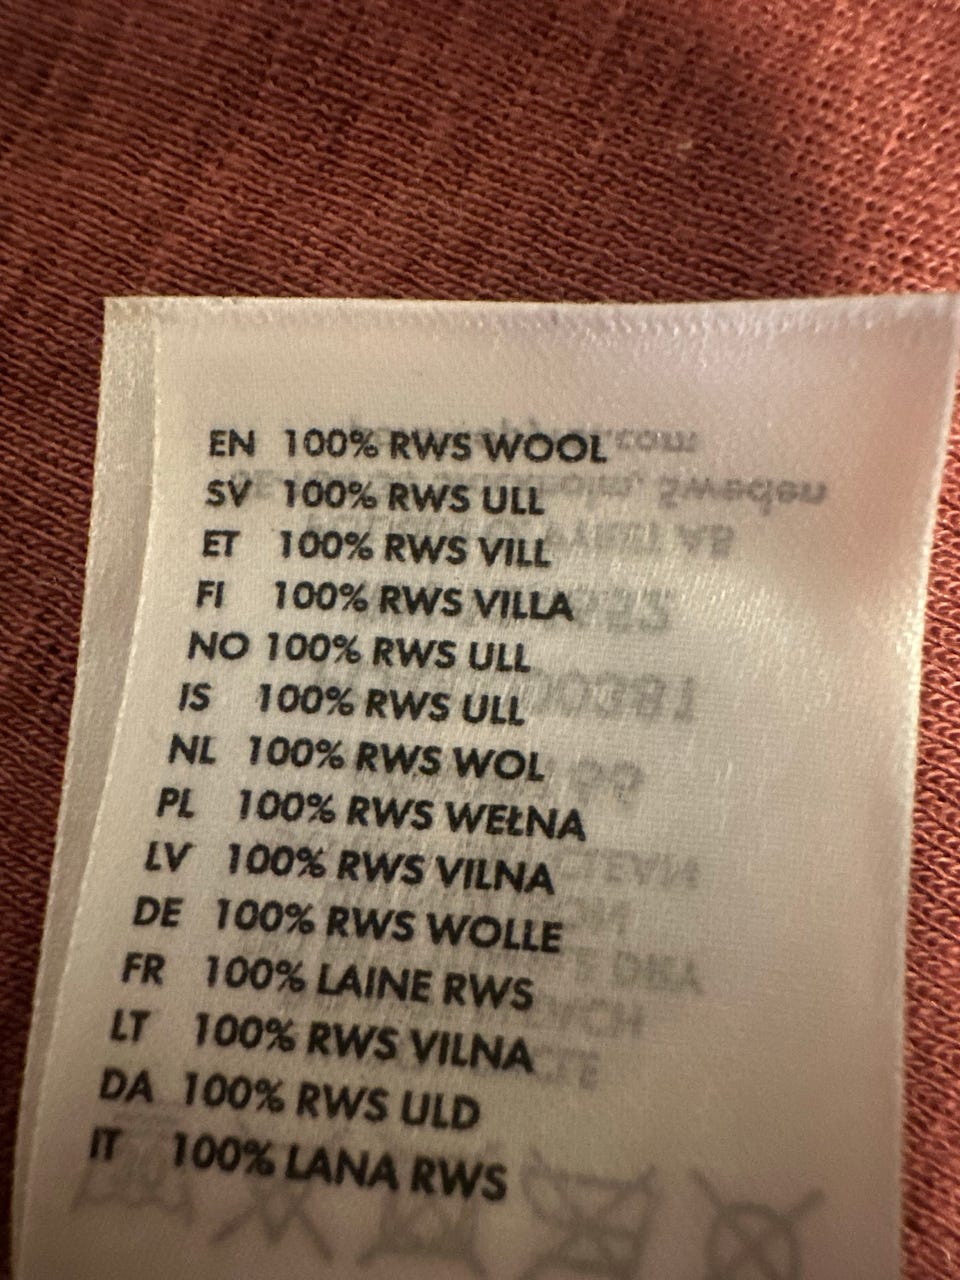 EN 100% RWS WOOL
SV 100% RWS ULL
ET 100% RWS VILL
FI 100% RWS VILLA
NO 100% RWS ULL
IS 100% RWS ULL
NL 100% RWS WOL
PL 100% RWS WEŁNA
LV 100% RWS VILNA
DE 100% RWS WOLLE
FR 100% LAINE RWS
LT 100% RWS VILNA
DA 100% RWS ULD
IT 100% LANA RWS